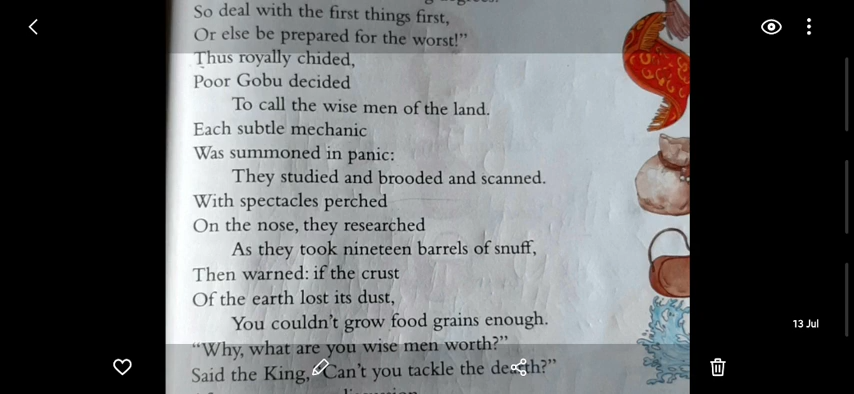 So deal with the first things first,
Or else be prepared for the worst!”
Thus royally chided,
Poor Gobu decided
To call the wise men of the land.
Each subtle mechanic
Was summoned in panic:
They studied and brooded and scanned.
With spectacles perched
On the nose, they researched
As they took nineteen barrels of snuff,
Then warned: if the crust
Of the earth lost its dust,
You couldn’t grow food grains enough.
13 Jul
“Why, what are you wise men worth?”
Said the King, “Can’t you tackle the dearth?”